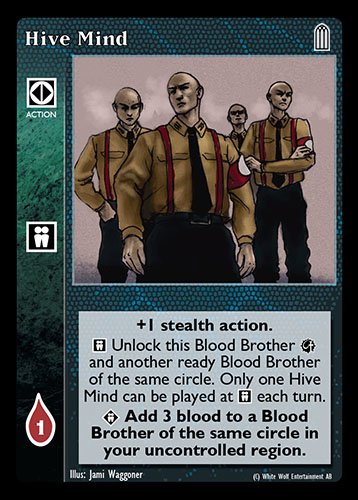 Hive Mind
ACTION
+1 stealth action.
Unlock this Blood Brother
and another ready Blood Brother
of the same circle. Only one Hive
Mind can be played at each turn.
Add 3 blood to a Blood
Brother of the same circle in
your uncontrolled region.
1
Illus: Jami Waggoner
(C) White Wolf Entertainment AB